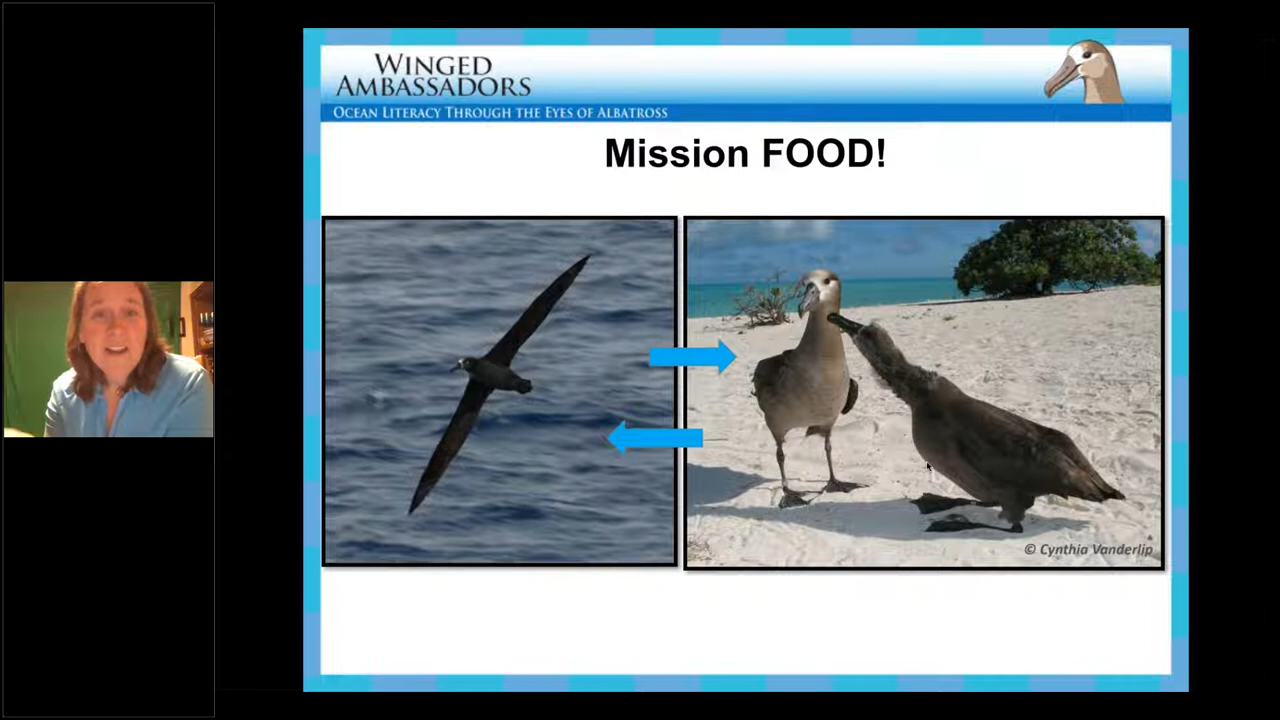 WINGED
AMBASSADORS
OCEAN LITERACY THROUGH THE EYES OF ALBATROSS
Mission FOOD!
© Cynthia Vanderlip